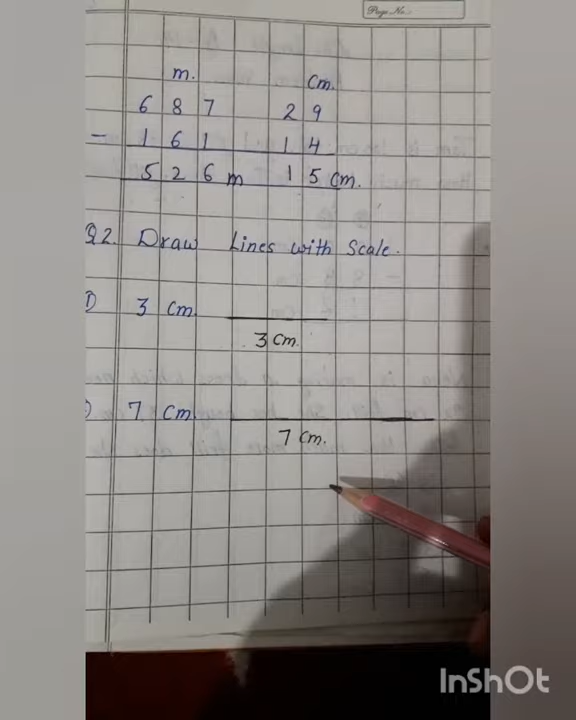 Page No.
m. Cm.
6 8 7 2 9
- 1 6 1 1 4
5 2 6 m 1 5 cm.
Q2. Draw Lines with Scale.
3 Cm.
3 Cm.
7 Cm.
7 Cm.
InShOt